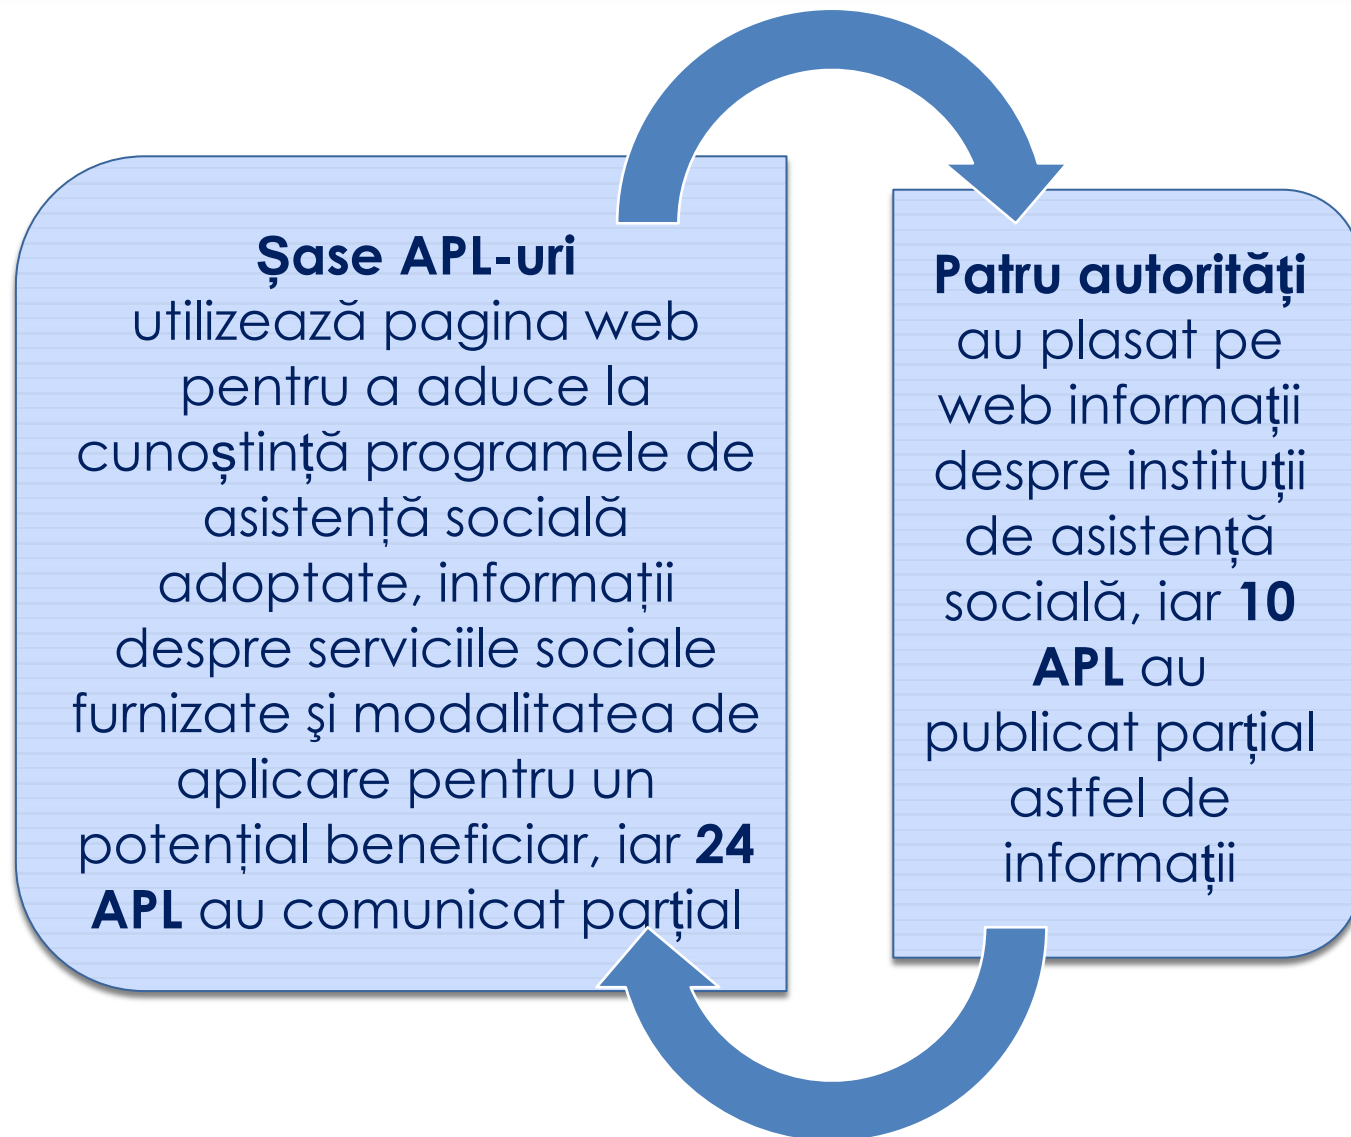 Șase APL-uri
utilizează pagina web
pentru a aduce la
cunoștință programele de
asistență socială
adoptate, informații
despre serviciile sociale
furnizate şi modalitatea de
aplicare pentru un
potențial beneficiar, iar 24
APL au comunicat parțial
Patru autorități
au plasat pe
web informații
despre instituții
de asistență
socială, iar 10
APL au
publicat parțial
astfel de
informații